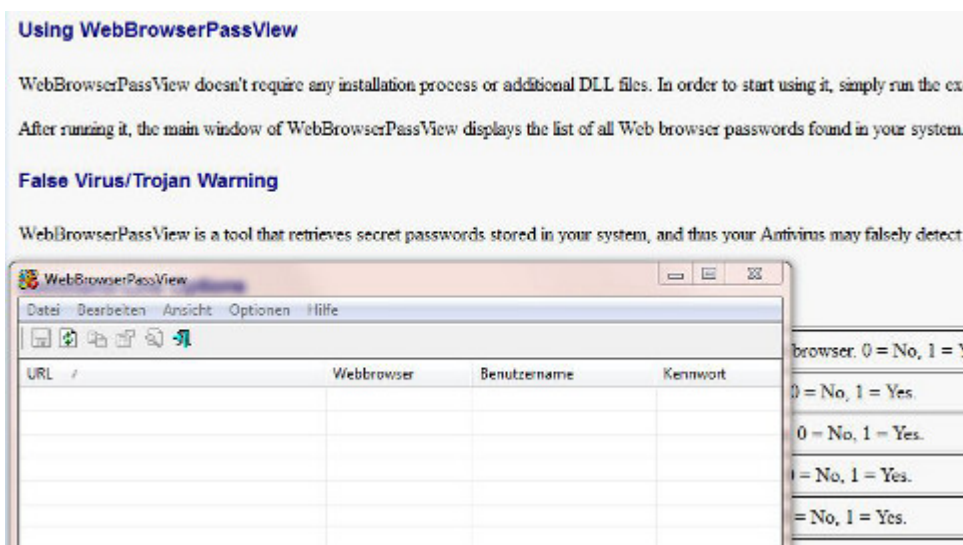 Using WebBrowserPassView
WebBrowserPassView doesn't require any installation process or additional DLL files. In order to start using it, simply run the ex
After running it, the main window of WebBrowserPassView displays the list of all Web browser passwords found in your system.
False Virus/Trojan Warning
WebBrowserPassView is a tool that retrieves secret passwords stored in your system, and thus your Antivirus may falsely detect
WebBrowserPassView
Datei Bearbeiten Ansicht Optionen Hilfe
URL / Webbrowser Benutzername Kennwort
browser. 0 = No, 1 = Y
0 = No, 1 = Yes.
0 = No, 1 = Yes.
= No, 1 = Yes.
= No, 1 = Yes.